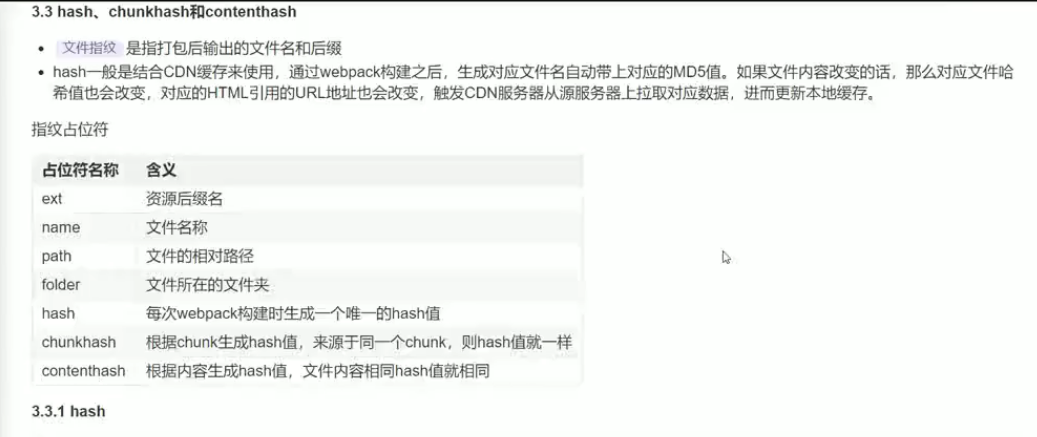 3.3 hash、chunkhash和contenthash
文件指纹 是指打包后输出的文件名和后缀
hash一般是结合CDN缓存来使用，通过webpack构建之后，生成对应文件名自动带上对应的MD5值。如果文件内容改变的话，那么对应文件哈
希值也会改变，对应的HTML引用的URL地址也会改变，触发CDN服务器从源服务器上拉取对应数据，进而更新本地缓存。
指纹占位符
占位符名称 含义
ext 资源后缀名
name 文件名称
path 文件的相对路径
folder 文件所在的文件夹
hash 每次webpack构建时生成一个唯一的hash值
chunkhash 根据chunk生成hash值，来源于同一个chunk，则hash值就一样
contenthash 根据内容生成hash值，文件内容相同hash值就相同
3.3.1 hash